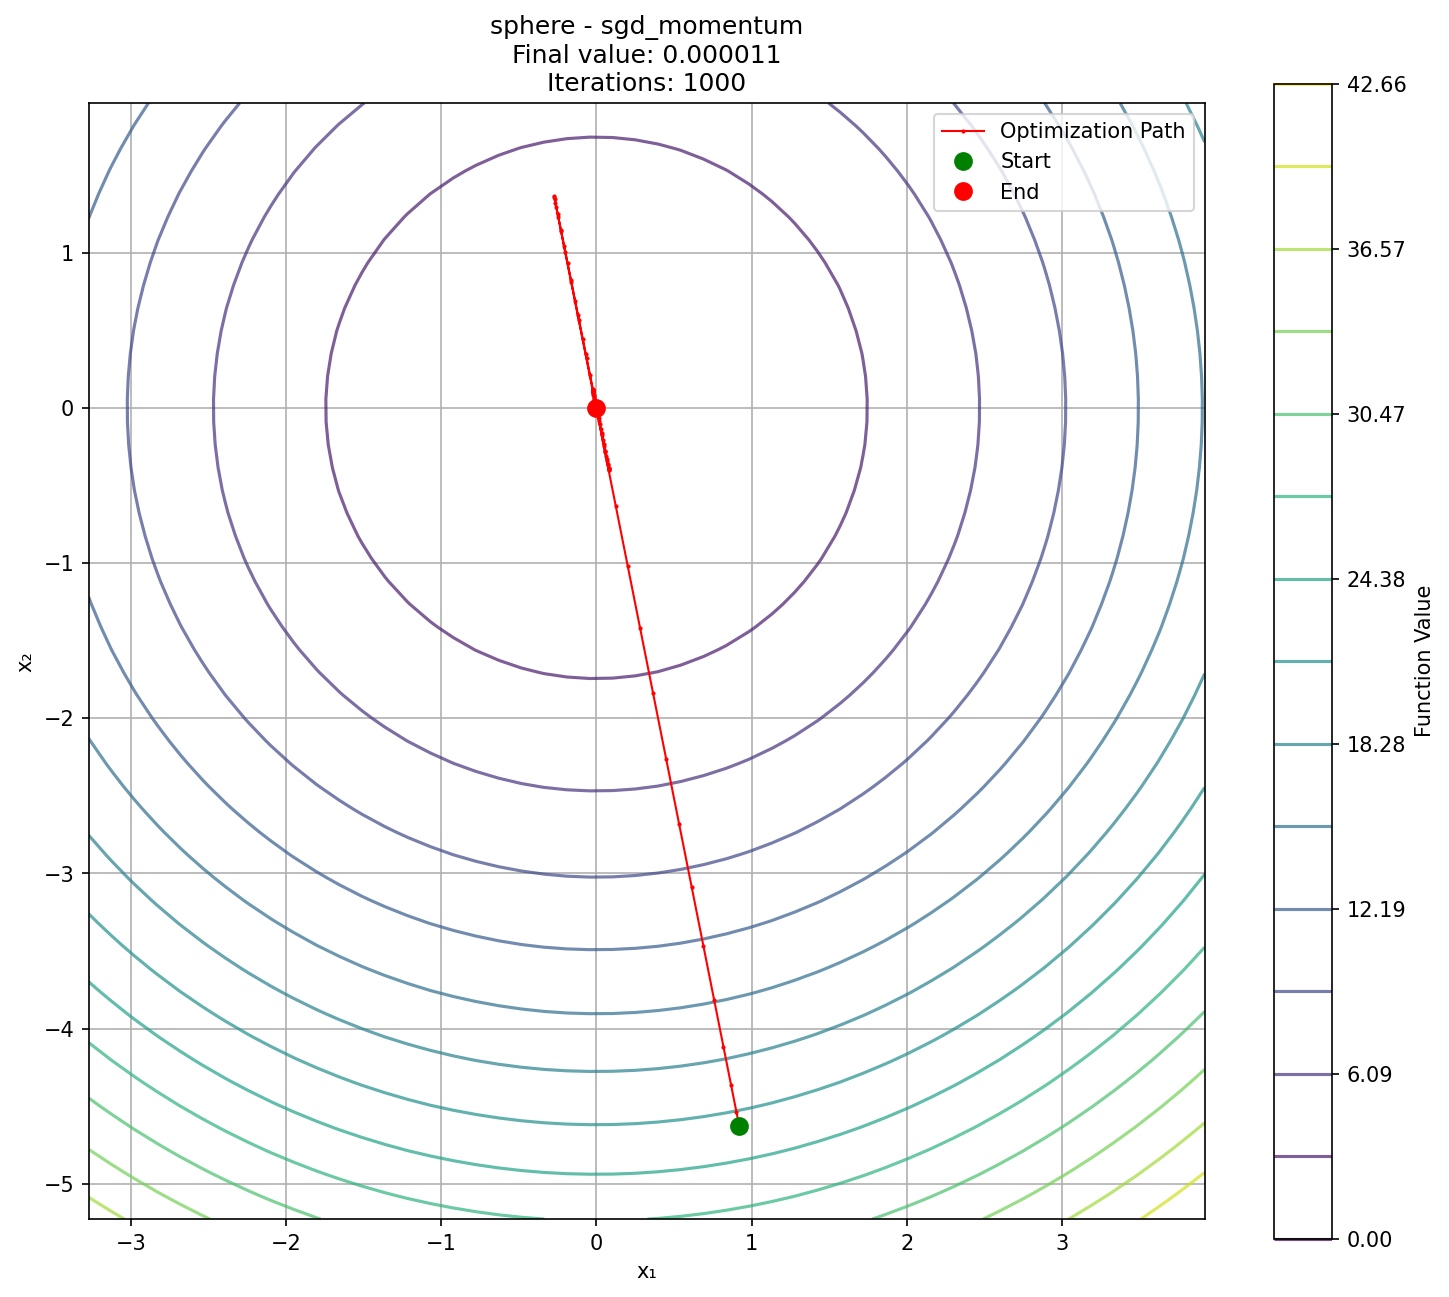 sphere - sgd_momentum
Final value: 0.000011
Iterations: 1000
Optimization Path
Start
End
1
0
−1
−2
−3
−4
−5
x₂
−3
−2
−1
0
1
2
3
x₁
42.66
36.57
30.47
24.38
18.28
12.19
6.09
0.00
Function Value